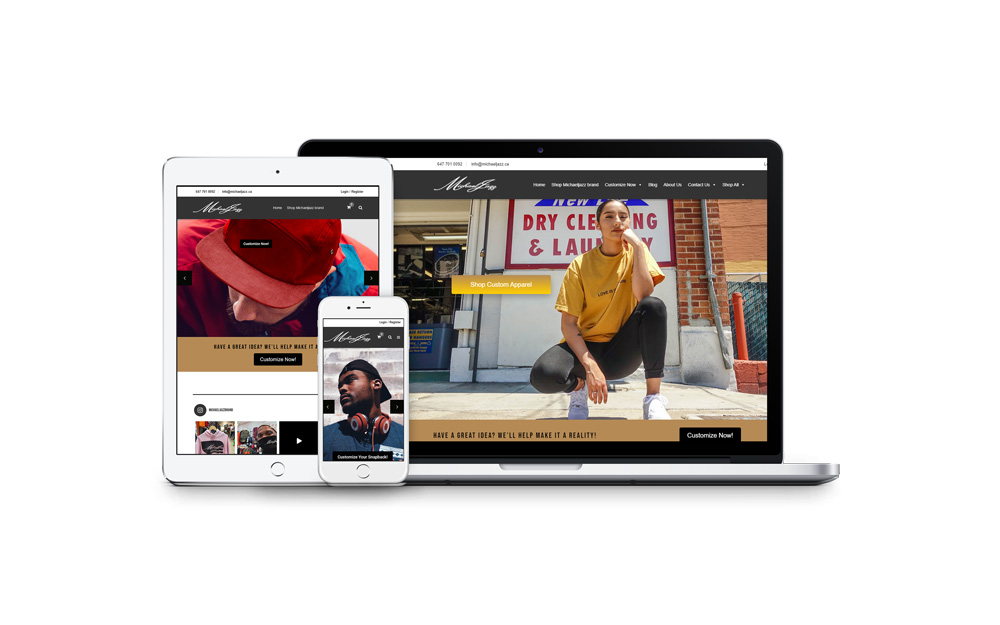 647 701 0092 info@michaeljazz.ca
MichaelJazz
Home Shop Michaeljazz brand Customize Now Blog About Us Contact Us Shop All
DRY CLEANING
& LAUNDRY
Shop Custom Apparel
HAVE A GREAT IDEA? WE'LL HELP MAKE IT A REALITY!
Customize Now!
647 701 0092 info@michaeljazz.ca Login / Register
MichaelJazz
Home Shop Michaeljazz brand
Customize Now!
HAVE A GREAT IDEA? WE'LL HELP MAKE IT A
Customize Now!
MICHAELJAZZBRAND
Login / Register
MichaelJazz
Customize Your Snapback!